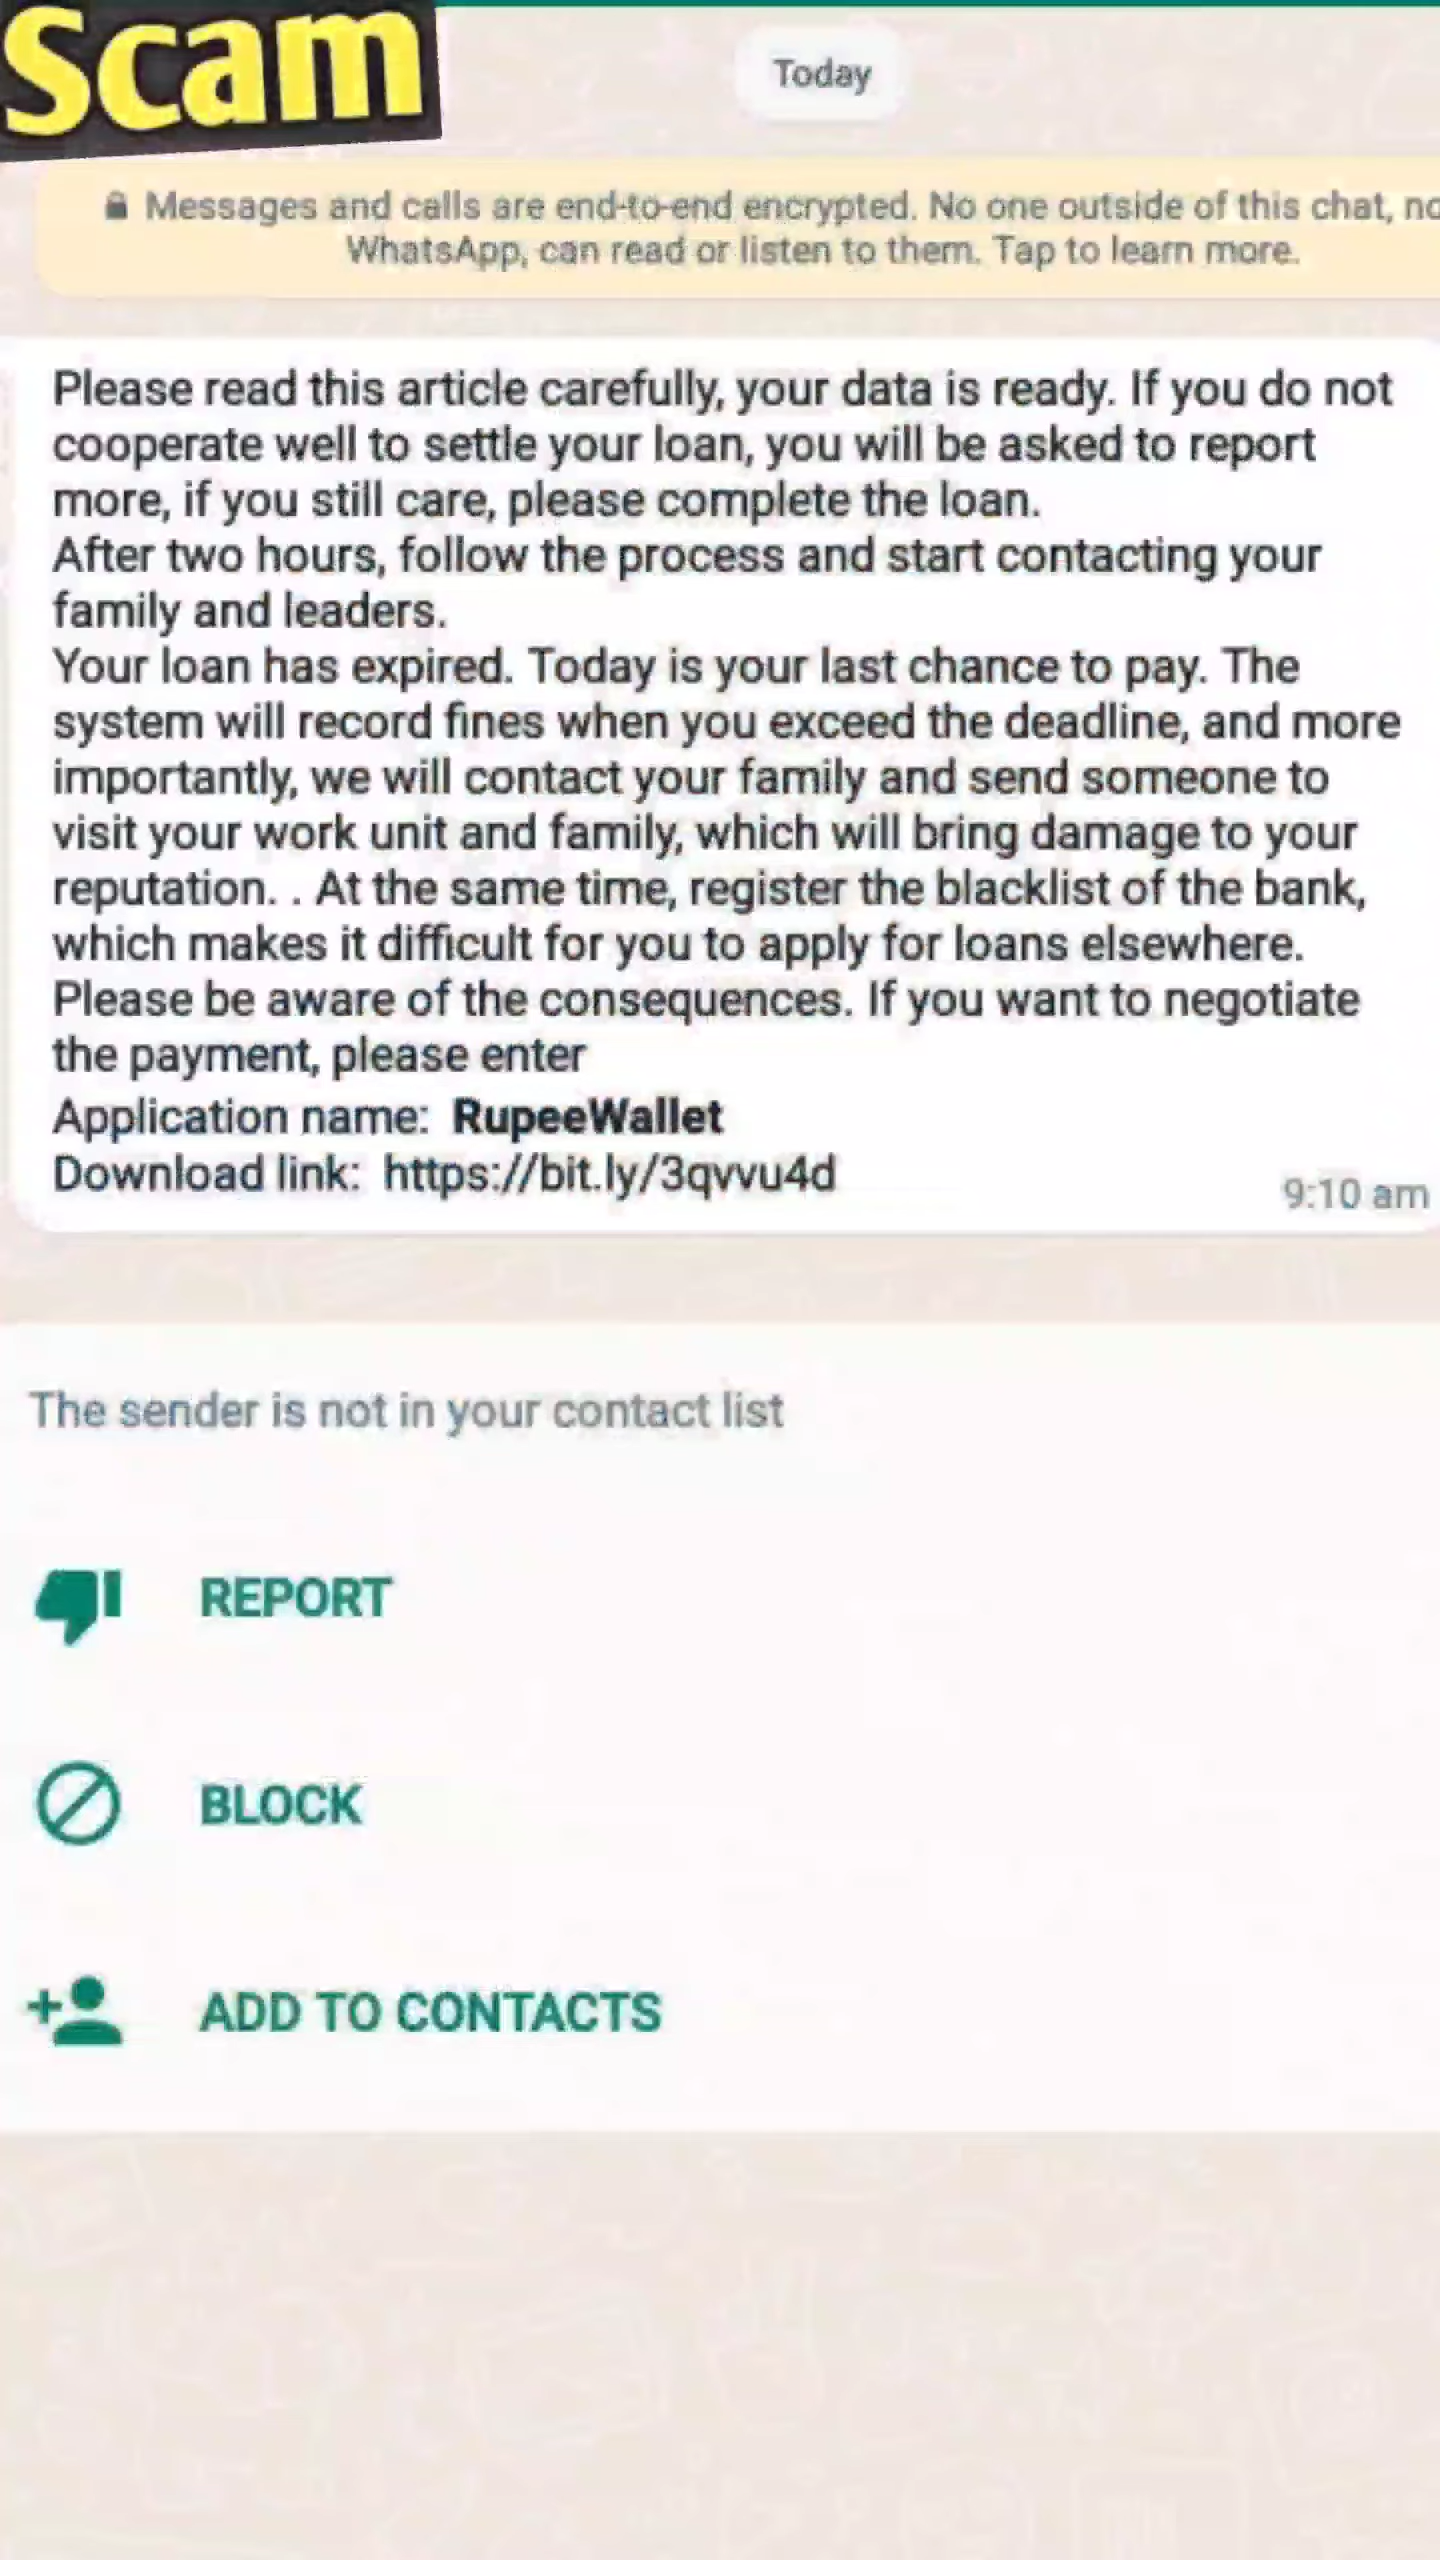 Scam
Today
Messages and calls are end-to-end encrypted. No one outside of this chat,
WhatsApp, can read or listen to them. Tap to learn more.
Please read this article carefully, your data is ready. If you do not
cooperate well to settle your loan, you will be asked to report
more, if you still care, please complete the loan.
After two hours, follow the process and start contacting your
family and leaders.
Your loan has expired. Today is your last chance to pay. The
system will record fines when you exceed the deadline, and more
importantly, we will contact your family and send someone to
visit your work unit and family, which will bring damage to your
reputation. . At the same time, register the blacklist of the bank,
which makes it difficult for you to apply for loans elsewhere.
Please be aware of the consequences. If you want to negotiate
the payment, please enter
Application name: RupeeWallet
Download link: https://bit.ly/3qvvu4d
9:10 am
The sender is not in your contact list
REPORT
BLOCK
ADD TO CONTACTS